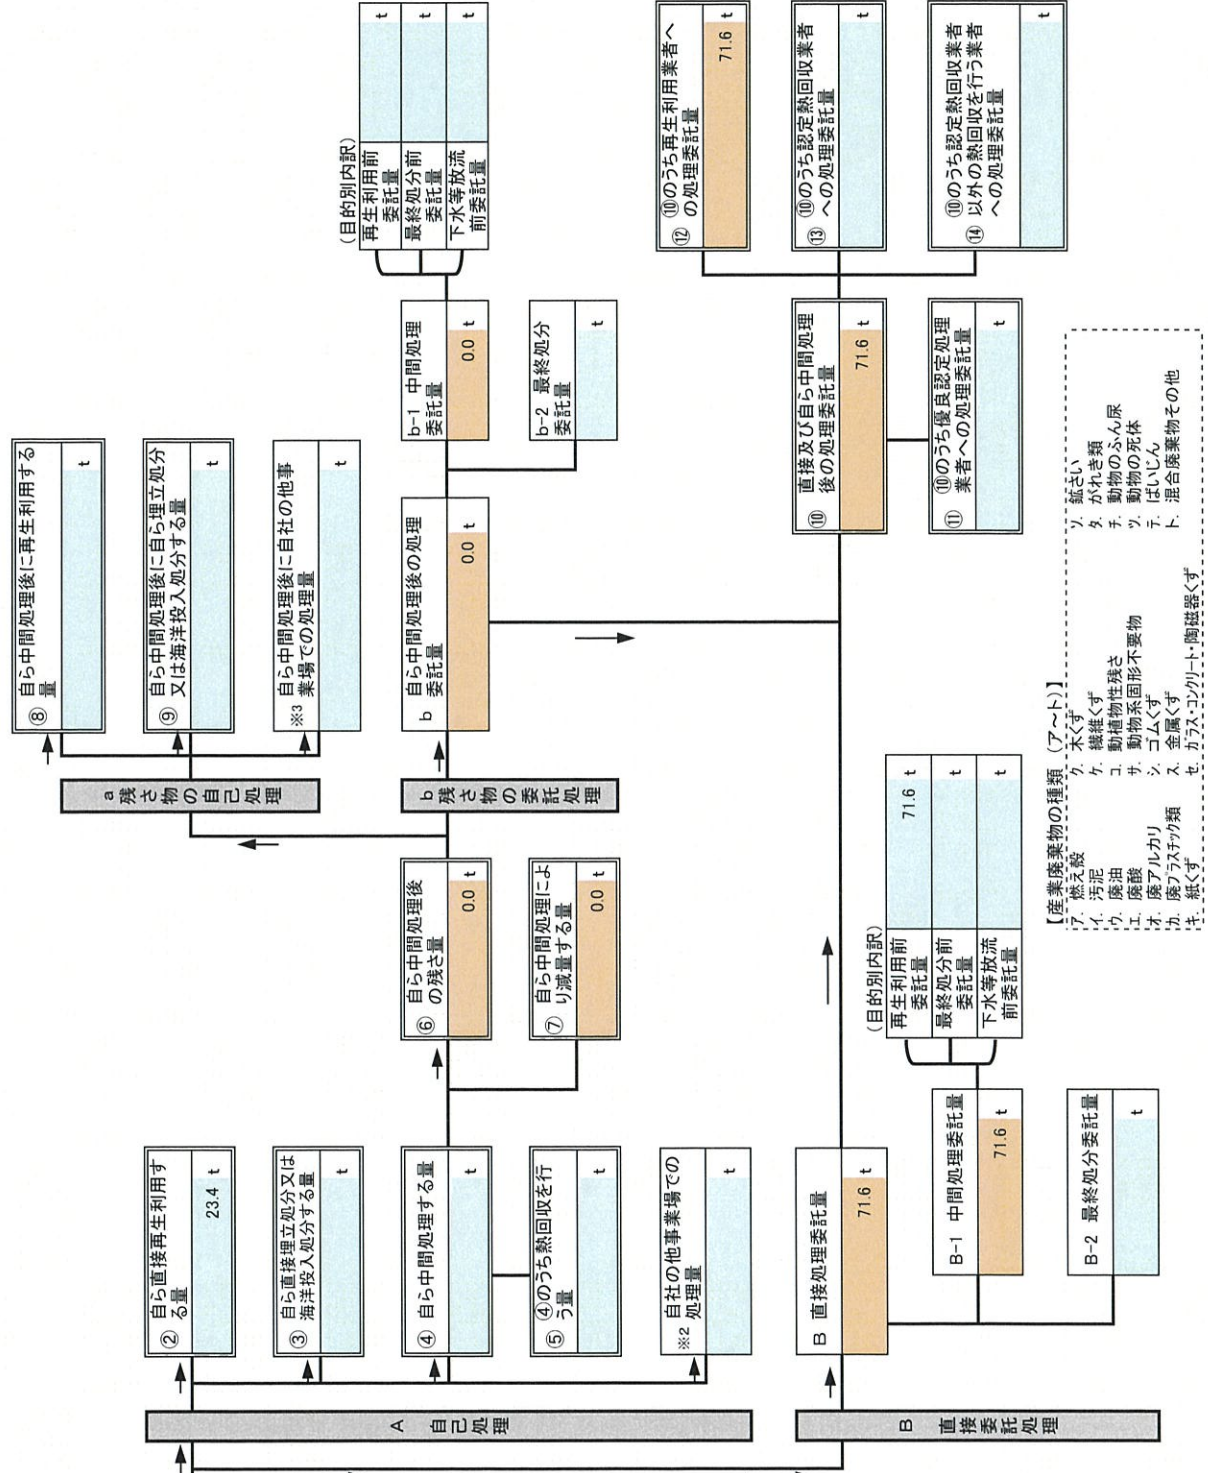 A 自己処理
② 自ら直接再生利用す
る量
23.4 t
③ 自ら直接埋立処分又は
海洋投入処分する量
t
④ 自ら中間処理する量
t
⑤ ④のうち熱回収を行
う量
t
※2 自社の他事業場での
処理量
t
B 直接委託処理
B 直接処理委託量
71.6 t
B-1 中間処理委託量
71.6 t
B-2 最終処分委託量
t
(目的別内訳)
再生利用前
委託量
71.6 t
最終処分前
委託量
t
下水等放流
前委託量
t
⑥ 自ら中間処理後
の残さ量
0.0 t
⑦ 自ら中間処理によ
り減量する量
0.0 t
a 残さ物の自己処理
⑧ 自ら中間処理後に再生利用する
量
t
⑨ 自ら中間処理後に自ら埋立処分
又は海洋投入処分する量
t
※3 自ら中間処理後に自社の他事
業場での処理量
t
b 残さ物の委託処理
b 自ら中間処理後の処理
委託量
0.0 t
b-1 中間処理
委託量
0.0 t
b-2 最終処分
委託量
t
(目的別内訳)
再生利用前
委託量
t
最終処分前
委託量
t
下水等放流
前委託量
t
⑩ 直接及び自ら中間処理
後の処理委託量
71.6 t
⑪ ⑩のうち優良認定処理
業者への処理委託量
t
⑫ ⑩のうち再生利用業者へ
の処理委託量
71.6 t
⑬ ⑩のうち認定熱回収業者
への処理委託量
t
⑭ ⑩のうち認定熱回収業者
以外の熱回収を行う業者
への処理委託量
t
【産業廃棄物の種類(ア~ト)】
ア. 燃え殻
イ. 汚泥
ウ. 廃油
エ. 廃酸
オ. 廃アルカリ
カ. 廃プラスチック類
キ. 紙くず
ク. 木くず
ケ. 繊維くず
コ. 動植物性残さ
サ. 動物系固形不要物
シ. ゴムくず
ス. 金属くず
セ. ガラス・コンクリート・陶磁器くず
ソ. 鉱さい
タ. がれき類
チ. 動物のふん尿
ツ. 動物の死体
テ. ばいじん
ト. 混合廃棄物その他